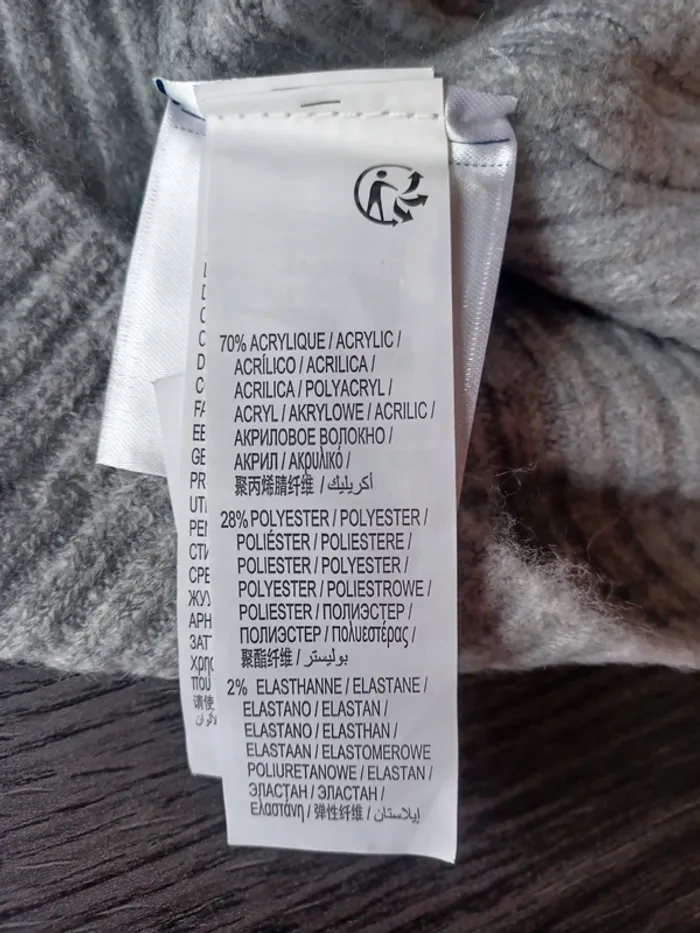 70% ACRYLIQUE / ACRYLIC /
ACRÍLICO / ACRILICA /
ACRILICA / POLYACRYL /
ACRYL / AKRYLOWE / ACRILIC /
АКРИЛОВОЕ ВОЛОКНО /
АКРИЛ / Ακρυλικό /
聚丙烯腈纤维 / أكريليك
28% POLYESTER / POLYESTER /
POLIÉSTER / POLIESTERE /
POLIESTER / POLYESTER /
POLYESTER / POLIESTROWE /
POLIESTER / ПОЛИЭСТЕР /
ПОЛИЭСТЕР / Πολυεστέρας /
聚酯纤维 / بوليستر
2% ELASTHANNE / ELASTANE /
ELASTANO / ELASTAN /
ELASTANO / ELASTHAN /
ELASTAAN / ELASTOMEROWE
POLIURETANOWE / ELASTAN /
ЭЛАСТАН / ЭЛАСТАН /
Ελαστάνη / 弹性纤维 / إيلاستان